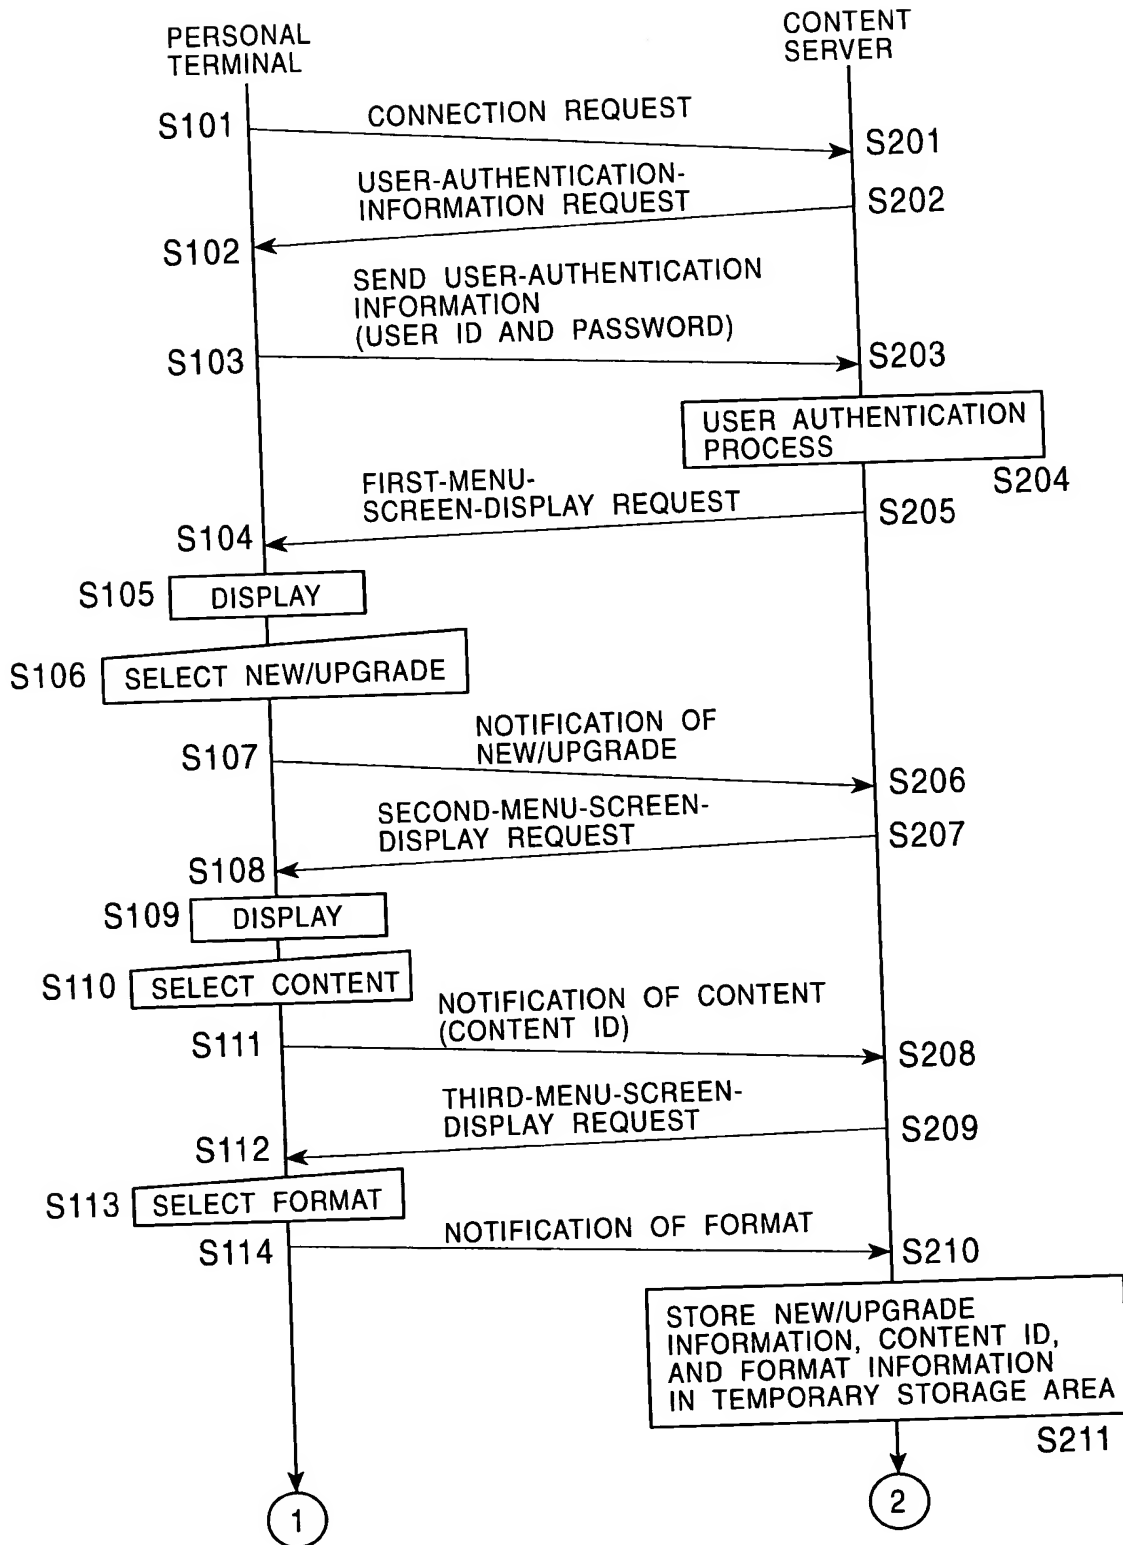 PERSONAL
TERMINAL
CONTENT
SERVER
S101
CONNECTION REQUEST
S201
USER-AUTHENTICATION-
INFORMATION REQUEST
S202
S102
SEND USER-AUTHENTICATION
INFORMATION
(USER ID AND PASSWORD)
S103
S203
USER AUTHENTICATION
PROCESS
S204
FIRST-MENU-
SCREEN-DISPLAY REQUEST
S205
S104
S105
DISPLAY
S106
SELECT NEW/UPGRADE
NOTIFICATION OF
NEW/UPGRADE
S107
S206
SECOND-MENU-SCREEN-
DISPLAY REQUEST
S207
S108
S109
DISPLAY
S110
SELECT CONTENT
NOTIFICATION OF CONTENT
(CONTENT ID)
S111
S208
THIRD-MENU-SCREEN-
DISPLAY REQUEST
S209
S112
S113
SELECT FORMAT
S114
NOTIFICATION OF FORMAT
S210
STORE NEW/UPGRADE
INFORMATION, CONTENT ID,
AND FORMAT INFORMATION
IN TEMPORARY STORAGE AREA
S211
1
2